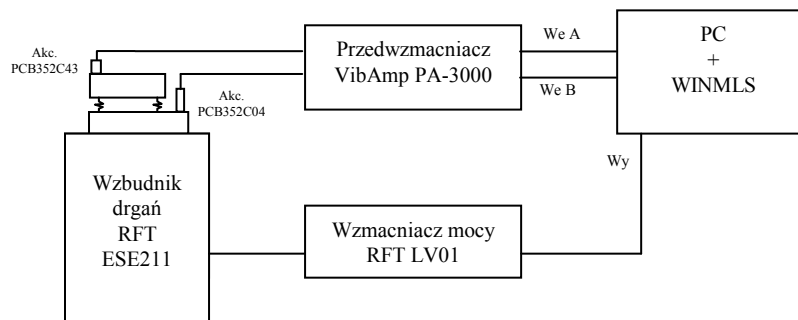 Akc.
PCB352C43
Przedwzmacniacz
VibAmp PA-3000
We A
We B
PC
+
WINMLS
Akc.
PCB352C04
Wy
Wzbudnik
drgań
RFT
ESE211
Wzmacniacz mocy
RFT LV01